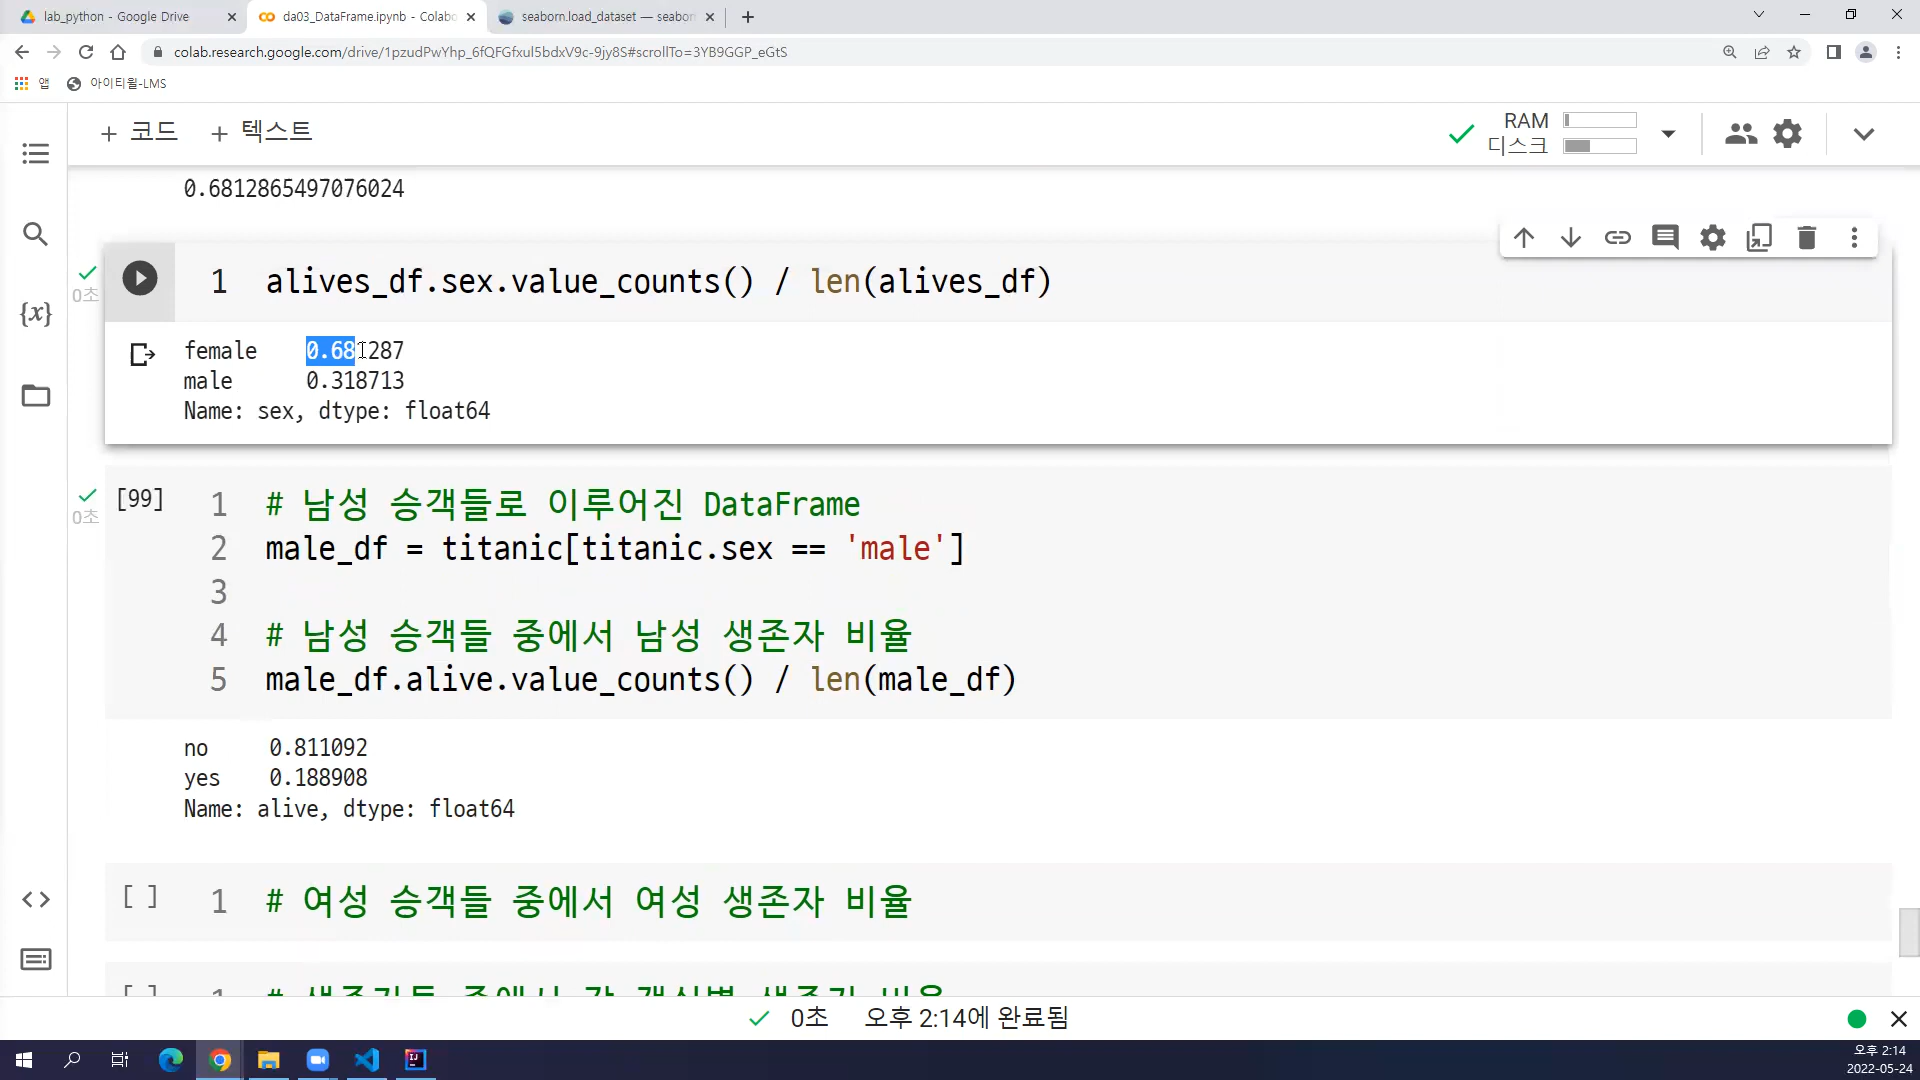 lab_python - Google Drive
da03_DataFrame.ipynb - Colabo
seaborn.load_dataset — seabor
colab.research.google.com/drive/1pzudPwYhp_6fQFGfxul5bdxV9c-9jy8S#scrollTo=3YB9GGP_eGtS
앱
아이티윌-LMS
+ 코드
+ 텍스트
RAM
디스크
0.6812865497076024
0초
1 alives_df.sex.value_counts() / len(alives_df)
female 0.681287
male 0.318713
Name: sex, dtype: float64
{x}
[99]
0초
1 # 남성 승객들로 이루어진 DataFrame
2 male_df = titanic[titanic.sex == 'male']
3
4 # 남성 승객들 중에서 남성 생존자 비율
5 male_df.alive.value_counts() / len(male_df)
no 0.811092
yes 0.188908
Name: alive, dtype: float64
[ ] 1 # 여성 승객들 중에서 여성 생존자 비율
0초 오후 2:14에 완료됨
오후 2:14
2022-05-24